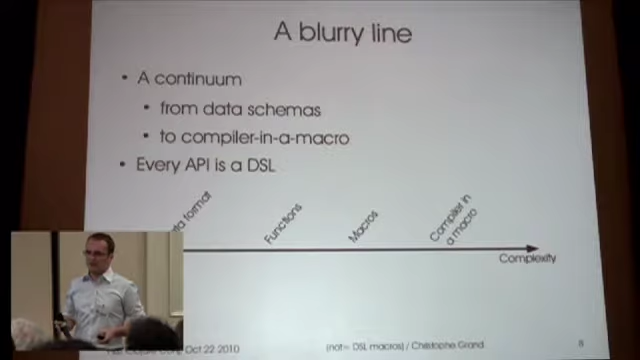 A blurry line
• A continuum
• from data schemas
• to compiler-in-a-macro
• Every API is a DSL
format
Functions
Macros
Compiler in
a macro
Complexity
Oct 22 2010
(not= DSL macros) / Christophe Grand
8